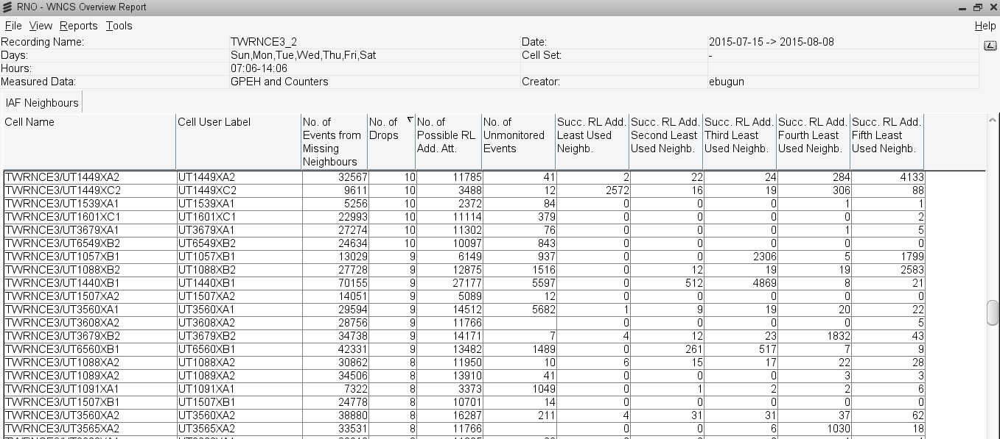 RNO - WNCS Overview Report
File View Reports Tools Help
Recording Name: TWRNCE3_2 Date: 2015-07-15 -> 2015-08-08
Days: Sun,Mon,Tue,Wed,Thu,Fri,Sat Cell Set: -
Hours: 07:06-14:06
Measured Data: GPEH and Counters Creator: ebugun
IAF Neighbours
Cell Name Cell User Label No. of No. of No. of No. of Succ. RL Add. Succ. RL Add. Succ. RL Add. Succ. RL Add. Succ. RL Add.
Events from Drops Possible RL Unmonitored Least Used Second Least Third Least Fourth Least Fifth Least
Missing Add. Att. Events Neighb. Used Neighb. Used Neighb. Used Neighb. Used Neighb.
Neighbours
TWRNCE3/UT1449XA2 UT1449XA2 32567 10 11785 41 2 22 24 284 4133
TWRNCE3/UT1449XC2 UT1449XC2 9611 10 3488 12 2572 16 19 306 88
TWRNCE3/UT1539XA1 UT1539XA1 5256 10 2372 84 0 0 0 1 1
TWRNCE3/UT1601XC1 UT1601XC1 22993 10 11114 379 0 0 0 0 2
TWRNCE3/UT3679XA1 UT3679XA1 27274 10 11302 76 0 0 0 1 5
TWRNCE3/UT6549XB2 UT6549XB2 24634 10 10097 843 0 0 0 0 0
TWRNCE3/UT1057XB1 UT1057XB1 13029 9 6149 937 0 0 2306 5 1799
TWRNCE3/UT1088XB2 UT1088XB2 27728 9 12875 1516 0 12 19 19 2583
TWRNCE3/UT1440XB1 UT1440XB1 70155 9 27177 5597 0 512 4869 8 21
TWRNCE3/UT1507XA2 UT1507XA2 14051 9 5089 12 0 0 0 0 0
TWRNCE3/UT3560XA1 UT3560XA1 29594 9 14512 5682 1 9 19 20 22
TWRNCE3/UT3608XA2 UT3608XA2 28756 9 11766 0 0 0 0 5
TWRNCE3/UT3679XB2 UT3679XB2 34738 9 14171 7 4 12 23 1832 43
TWRNCE3/UT6560XB1 UT6560XB1 42331 9 13482 1489 0 261 517 7 9
TWRNCE3/UT1088XA2 UT1088XA2 30862 8 11950 10 6 15 17 22 28
TWRNCE3/UT1089XA2 UT1089XA2 34506 8 13910 41 0 0 0 3 3
TWRNCE3/UT1091XA1 UT1091XA1 7322 8 3373 1049 0 1 2 2 6
TWRNCE3/UT1507XB1 UT1507XB1 24778 8 10701 14 0 0 0 0 0
TWRNCE3/UT3560XA2 UT3560XA2 38880 8 16287 211 4 31 31 37 62
TWRNCE3/UT3565XA2 UT3565XA2 33531 8 11766 0 0 6 1030 18